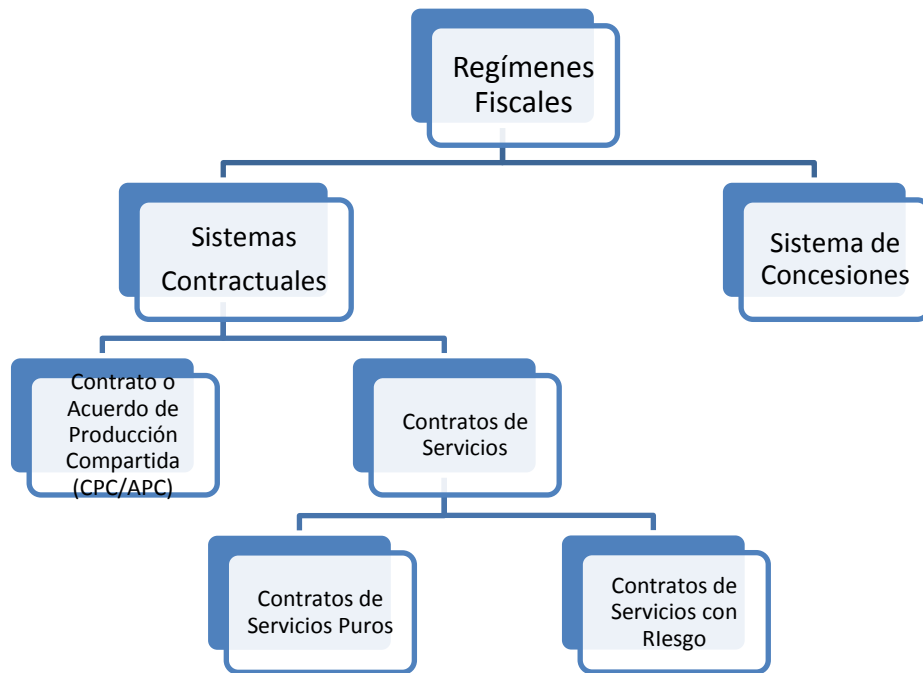 Regímenes
Fiscales
Sistemas
Contractuales
Sistema de
Concesiones
Contrato o
Acuerdo de
Producción
Compartida
(CPC/APC)
Contratos de
Servicios
Contratos de
Servicios Puros
Contratos de
Servicios con
RIesgo